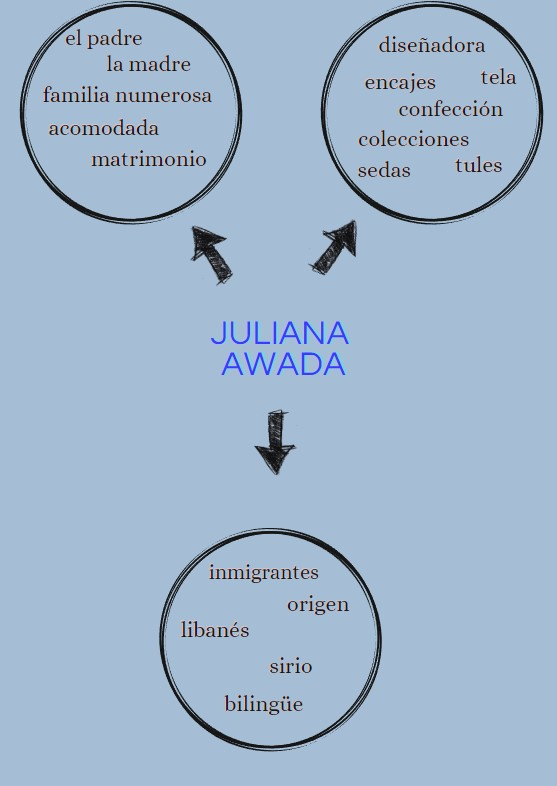 el padre
la madre
familia numerosa
acomodada
matrimonio
diseñadora
encajes tela
confección
colecciones
sedas tules
JULIANA
AWADA
inmigrantes
origen
libanés
sirio
bilingüe